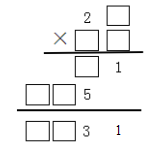 2 □
× □ □
□ 1
□ □ 5
□ □ 3 1